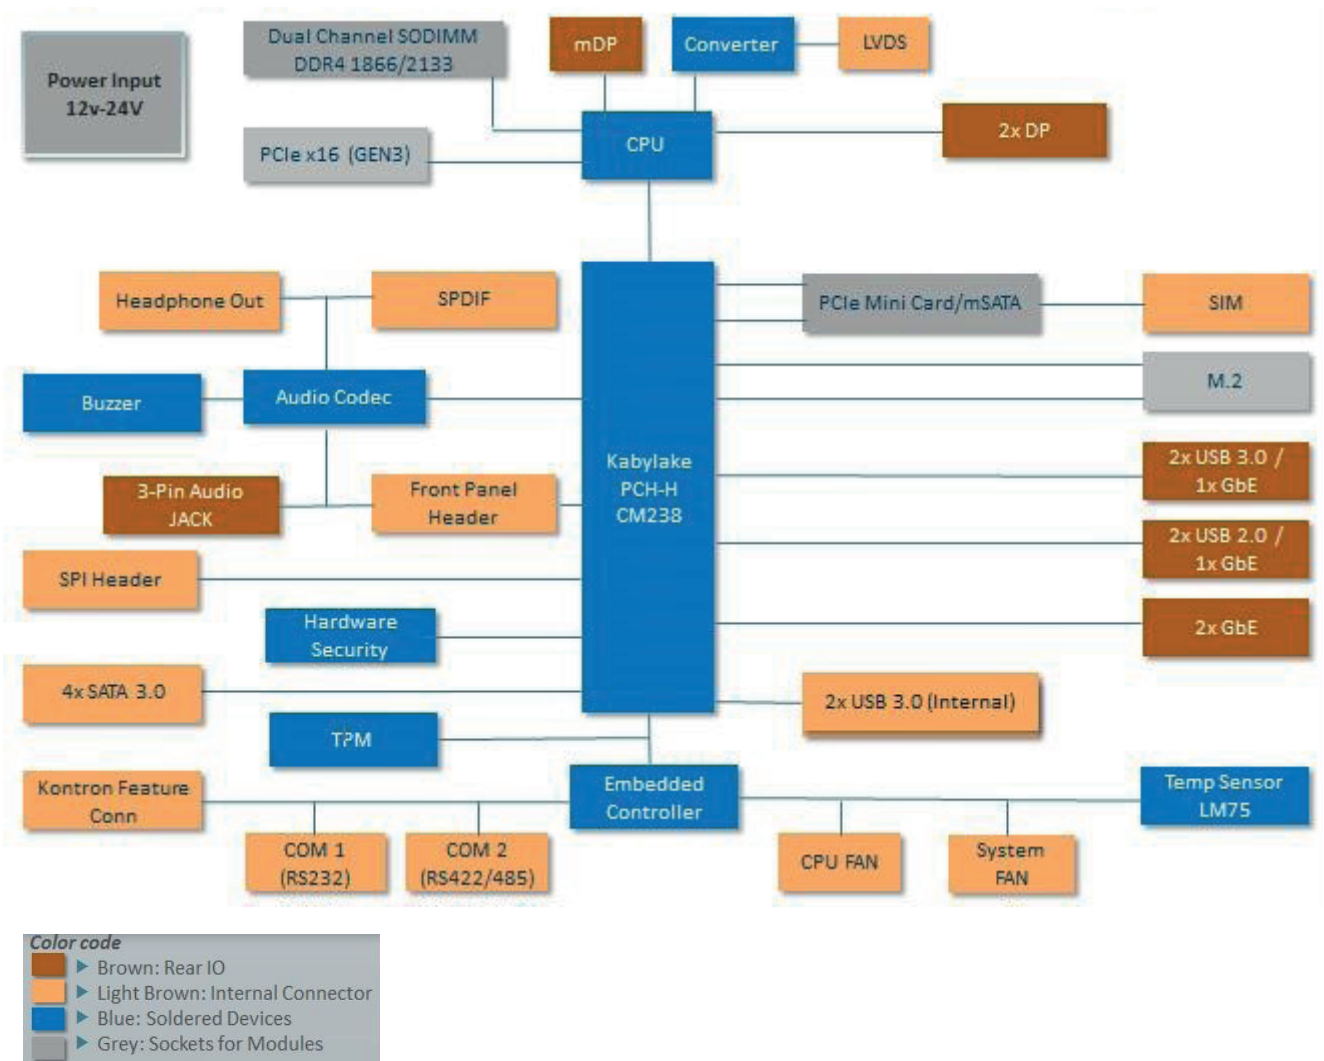 Power Input
12v-24V
Dual Channel SODIMM
DDR4 1866/2133
mDP
Converter
LVDS
PCIe x16 (GEN3)
CPU
2x DP
Headphone Out
SPDIF
PCIe Mini Card/mSATA
SIM
Buzzer
Audio Codec
M.2
Kabylake
PCH-H
CM238
3-Pin Audio
JACK
Front Panel
Header
2x USB 3.0 /
1x GbE
2x USB 2.0 /
1x GbE
SPI Header
Hardware
Security
2x GbE
4x SATA 3.0
2x USB 3.0 (Internal)
TPM
Kontron Feature
Conn
Embedded
Controller
Temp Sensor
LM75
COM 1
(RS232)
COM 2
(RS422/485)
CPU FAN
System
FAN
Color code
Brown: Rear IO
Light Brown: Internal Connector
Blue: Soldered Devices
Grey: Sockets for Modules